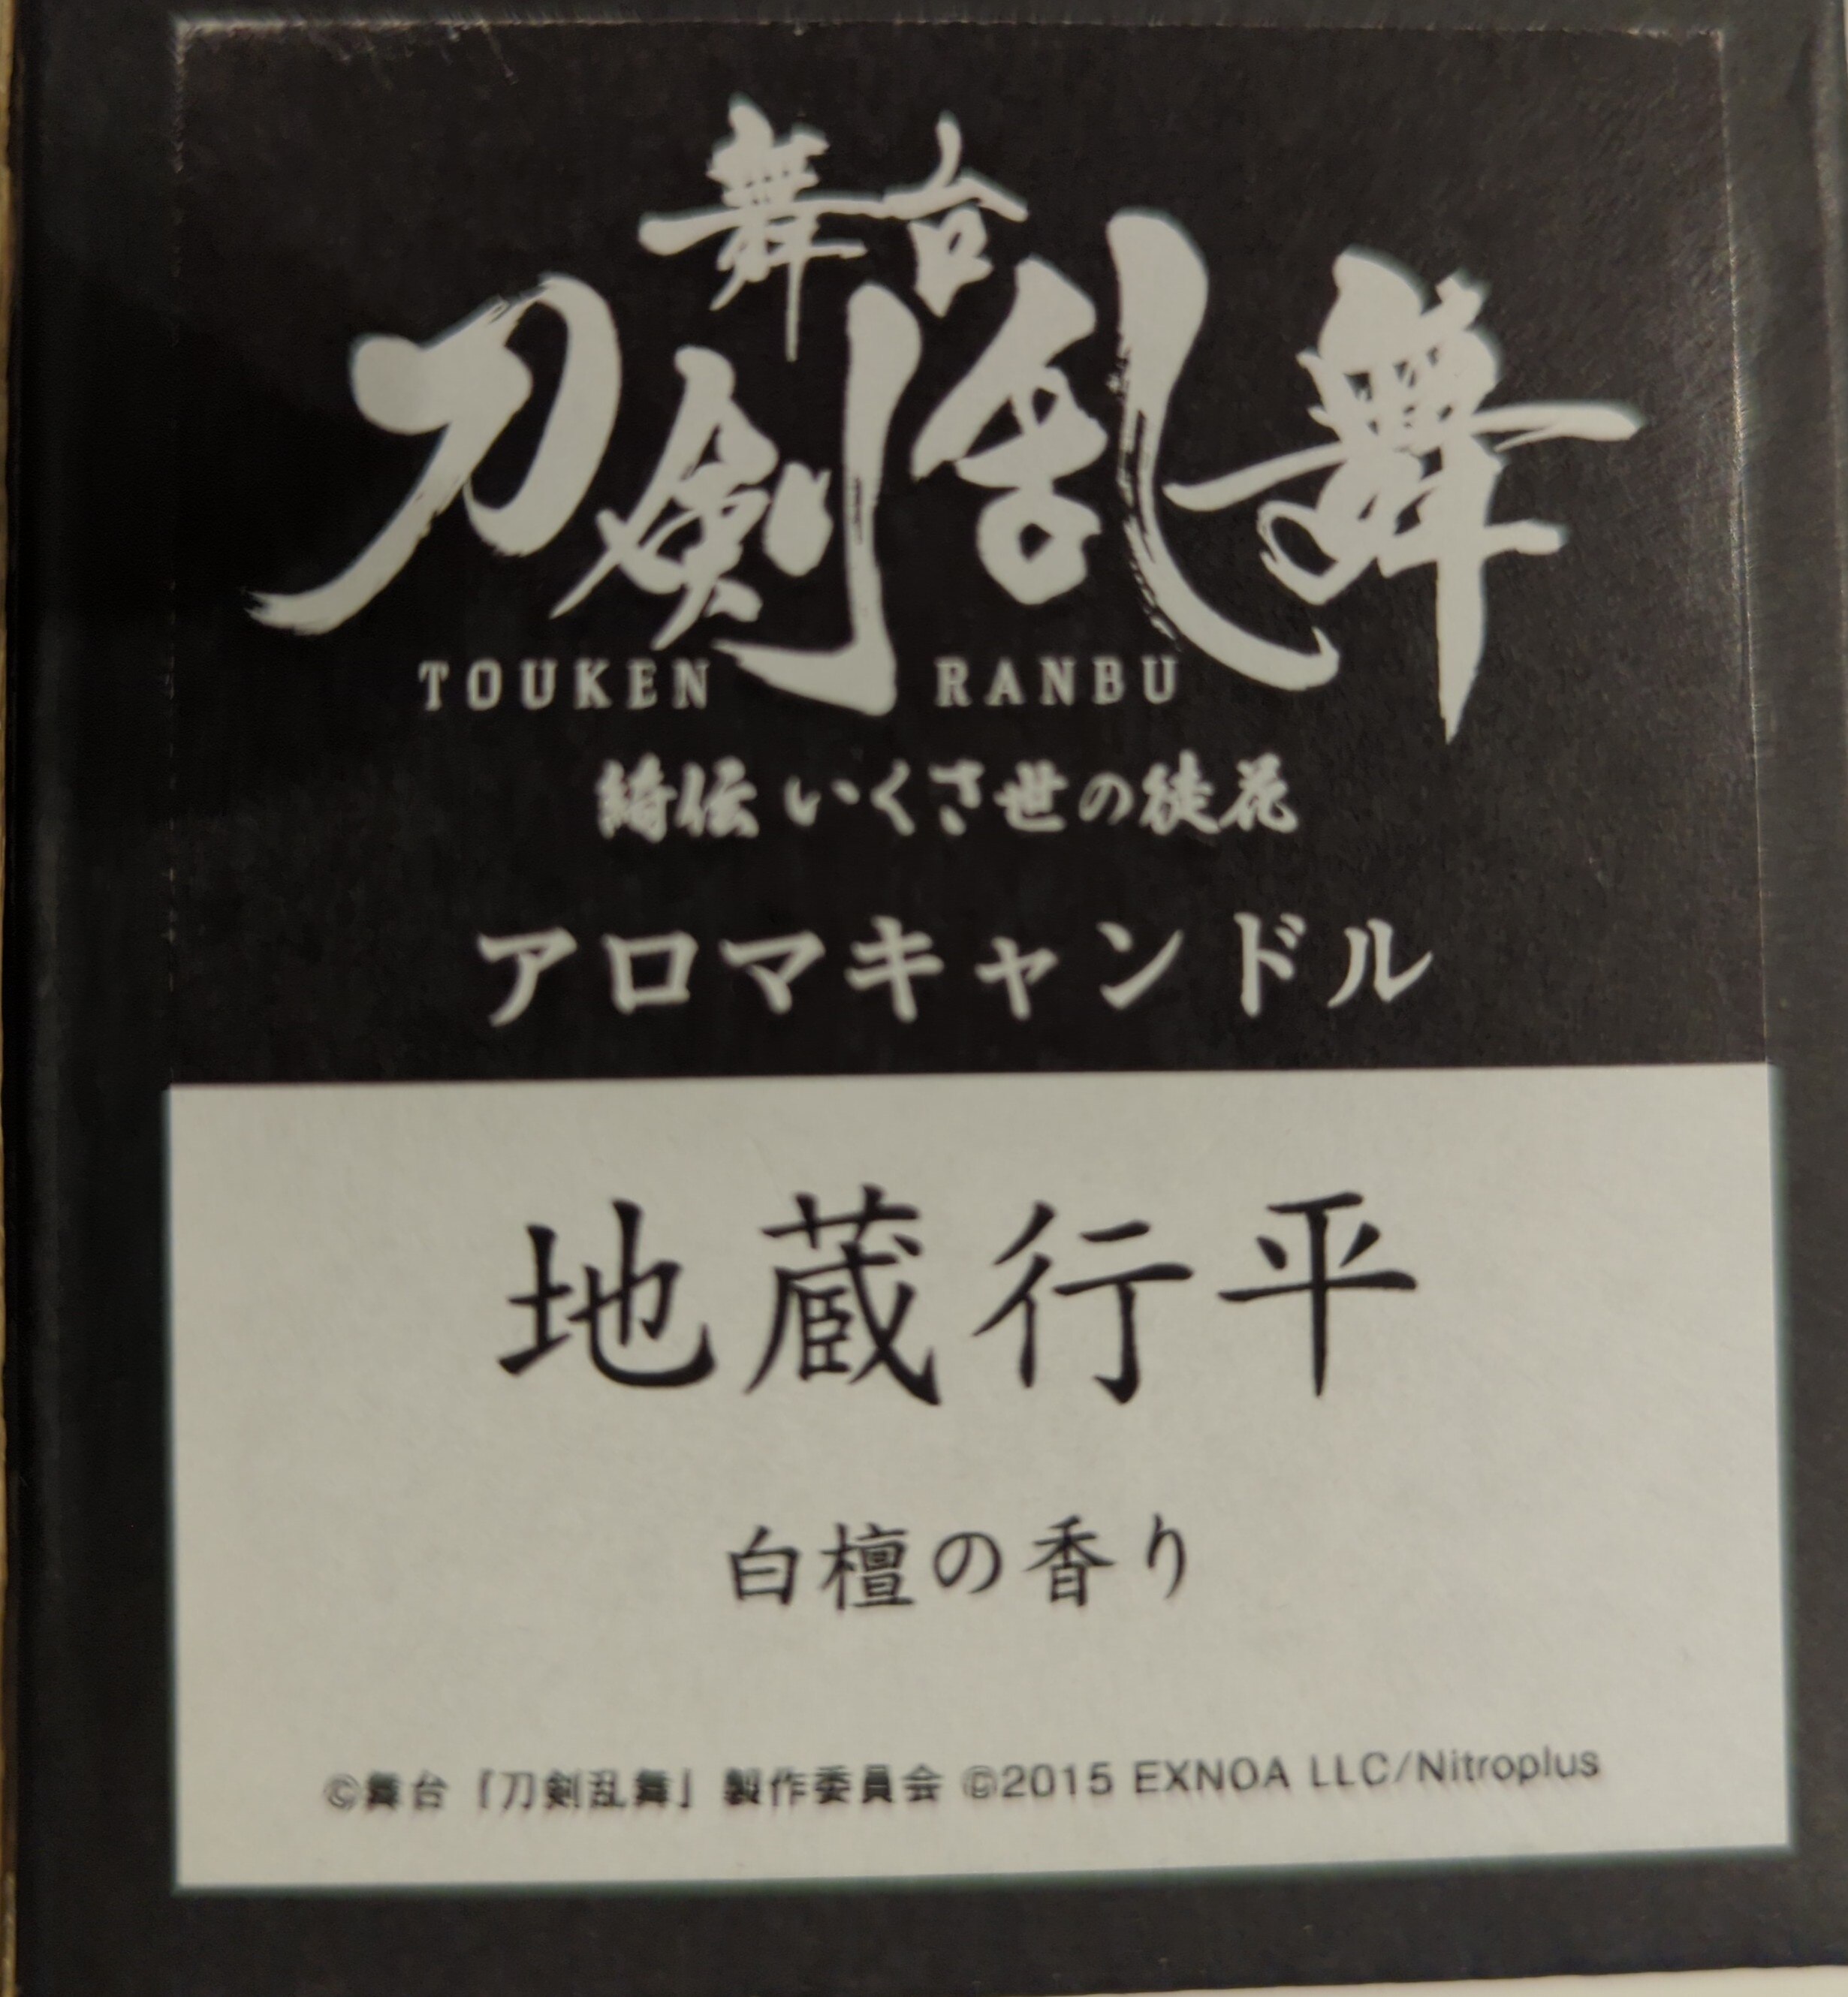 舞台
刀剣乱舞
TOUKEN RANBU
綺伝 いくさ世の徒花
アロマキャンドル
地蔵行平
白檀の香り
©舞台『刀剣乱舞』製作委員会 ©2015 EXNOA LLC/Nitroplus